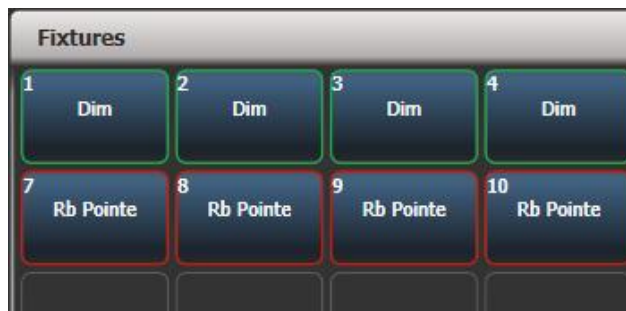 Fixtures
1 2 3 4
Dim Dim Dim Dim
7 8 9 10
Rb Pointe Rb Pointe Rb Pointe Rb Pointe